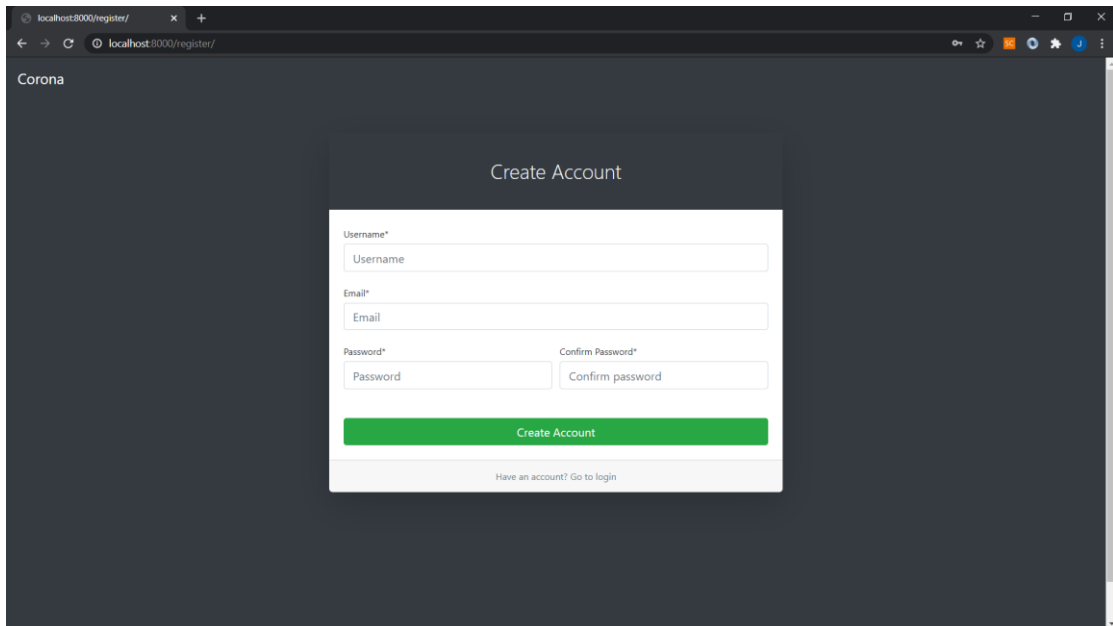 localhost:8000/register/
localhost:8000/register/
SC
J
Corona
Create Account
Username*
Username
Email*
Email
Password* Confirm Password*
Password Confirm password
Create Account
Have an account? Go to login